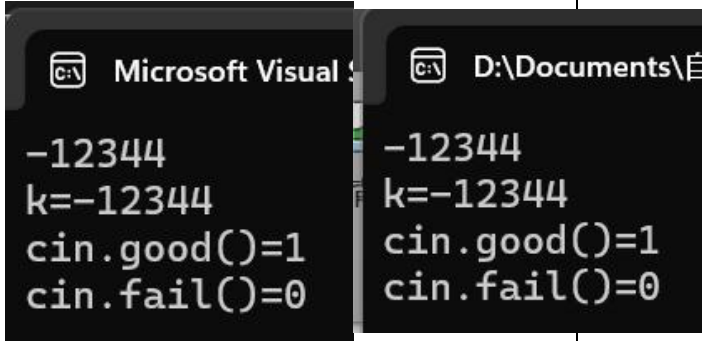 Microsoft Visual
-12344
k=-12344
cin.good()=1
cin.fail()=0
D:\Documents\自
-12344
k=-12344
cin.good()=1
cin.fail()=0